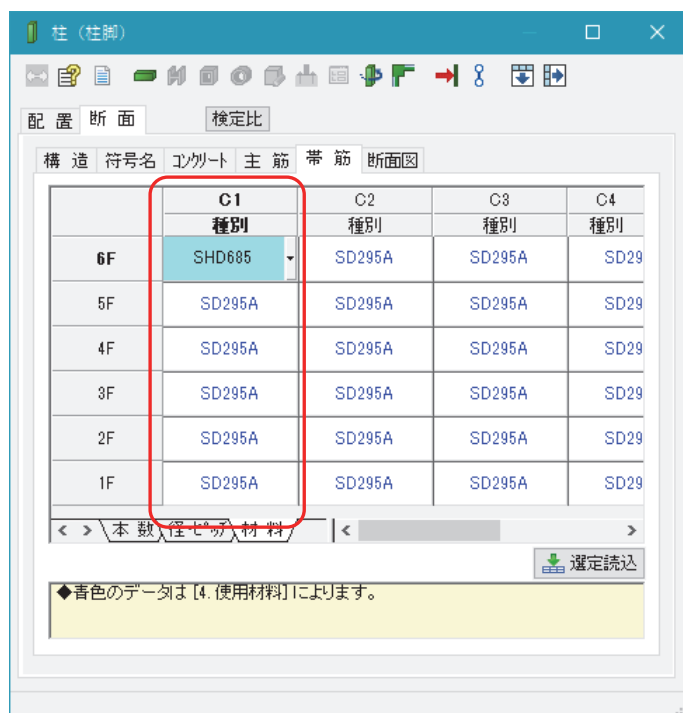 柱（柱脚）
配 置 断 面 検定比
構 造 符号名 コンクリート 主 筋 帯 筋 断面図
C1 C2 C3 C4
種別 種別 種別 種別
6F SHD685 SD295A SD295A SD29
5F SD295A SD295A SD295A SD29
4F SD295A SD295A SD295A SD29
3F SD295A SD295A SD295A SD29
2F SD295A SD295A SD295A SD29
1F SD295A SD295A SD295A SD29
本 数 径・ピッチ 材 料
選定読込
◆青色のデータは [4. 使用材料] によります。